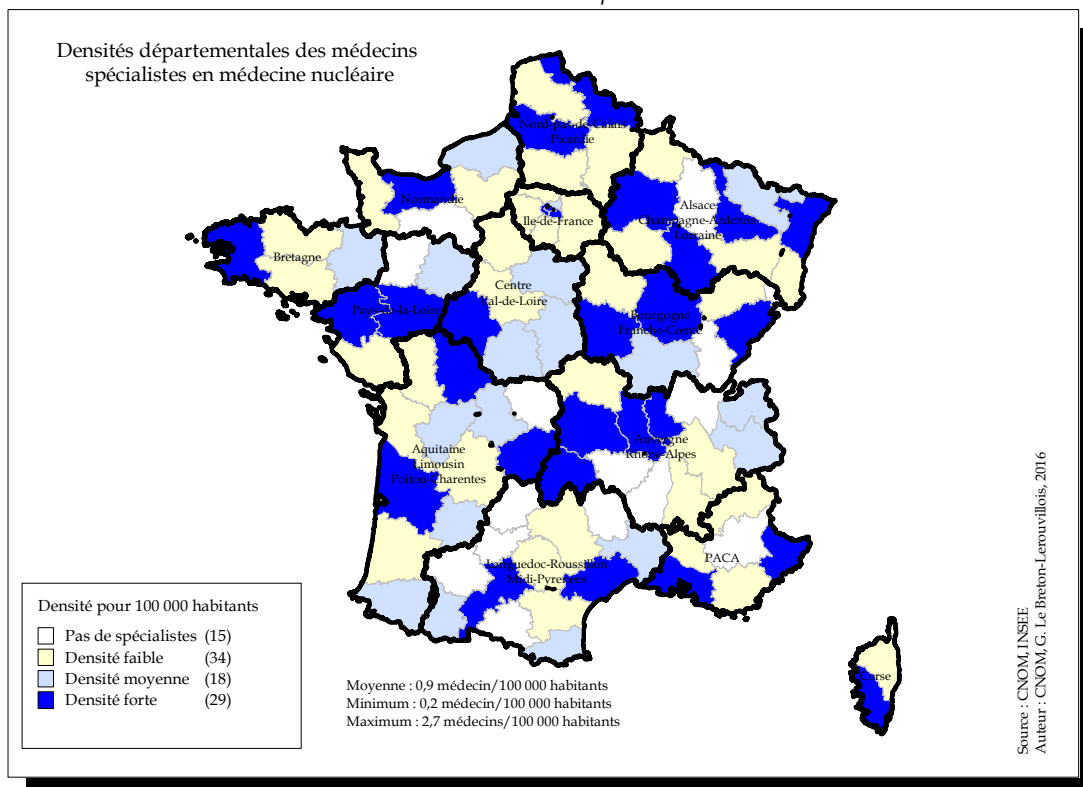 Densités départementales des médecins
spécialistes en médecine nucléaire
Nord-pas-de-Calais
Picardie
Normandie
Ile-de-France
Alsace
Champagne-Ardenne
Lorraine
Bretagne
Centre
Val-de-Loire
Pays-de-la-Loire
Bourgogne
Franche-Comté
Aquitaine
Limousin
Poitou-Charentes
Auvergne
Rhône-Alpes
PACA
Languedoc-Roussillon
Midi-Pyrénées
Corse
Densité pour 100 000 habitants
Pas de spécialistes (15)
Densité faible (34)
Densité moyenne (18)
Densité forte (29)
Moyenne : 0,9 médecin/100 000 habitants
Minimum : 0,2 médecin/100 000 habitants
Maximum : 2,7 médecins/100 000 habitants
Source : CNOM, INSEE
Auteur : CNOM, G. Le Breton-Lerouvillois, 2016